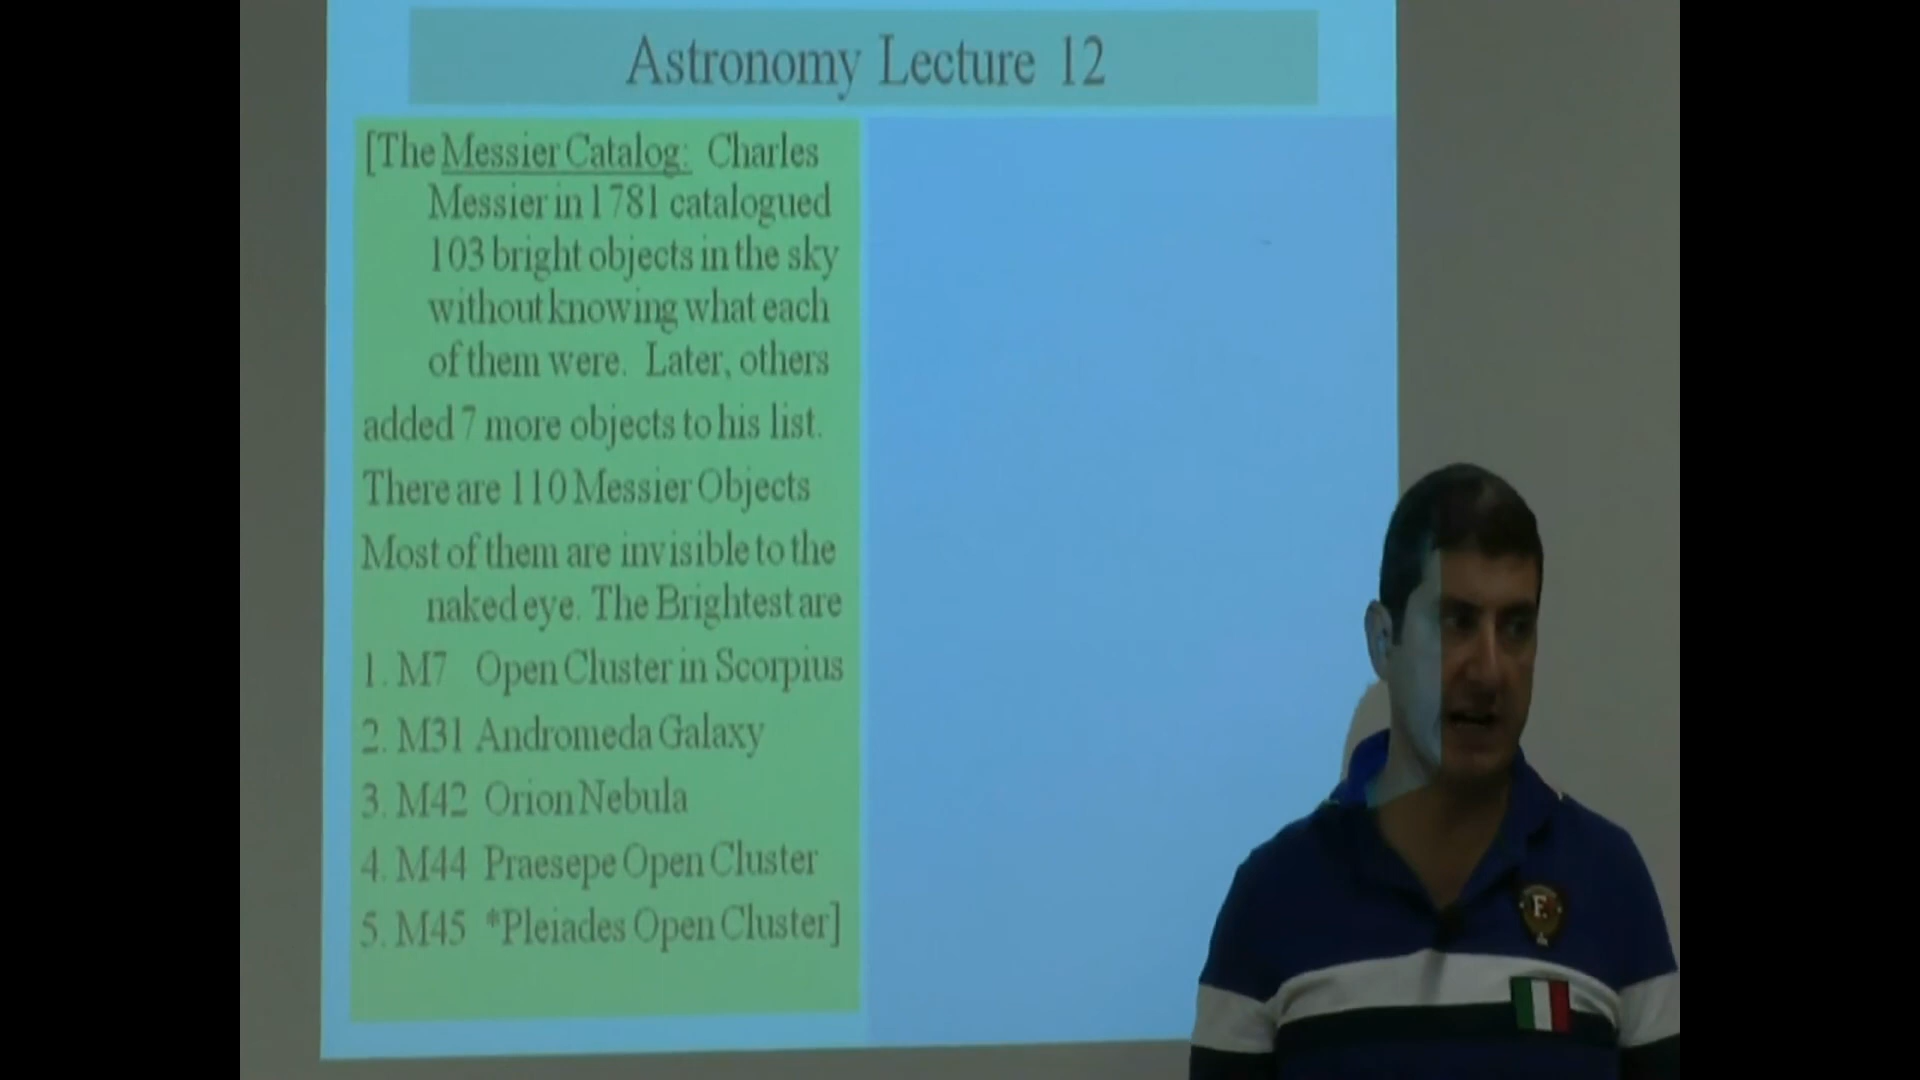 Astronomy Lecture 12
[The Messier Catalog: Charles
Messier in 1781 catalogued
103 bright objects in the sky
without knowing what each
of them were. Later, others
added 7 more objects to his list.
There are 110 Messier Objects
Most of them are invisible to the
naked eye. The Brightest are
1. M7 Open Cluster in Scorpius
2. M31 Andromeda Galaxy
3. M42 Orion Nebula
4. M44 Praesepe Open Cluster
5. M45 *Pleiades Open Cluster]